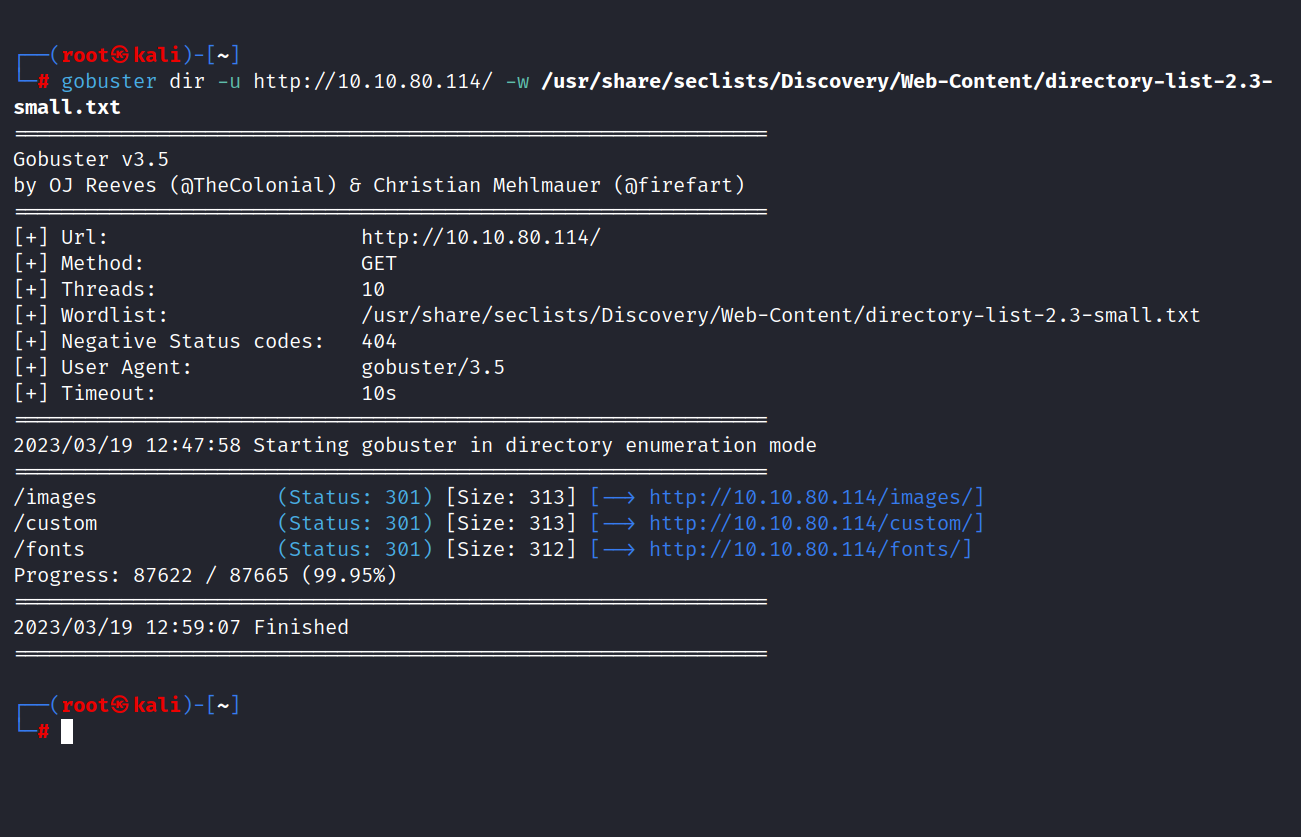 ┌──(root㉿kali)-[~]
└─# gobuster dir -u http://10.10.80.114/ -w /usr/share/seclists/Discovery/Web-Content/directory-list-2.3-
small.txt
===============================================================
Gobuster v3.5
by OJ Reeves (@TheColonial) & Christian Mehlmauer (@firefart)
===============================================================
[+] Url:                     http://10.10.80.114/
[+] Method:                  GET
[+] Threads:                 10
[+] Wordlist:                /usr/share/seclists/Discovery/Web-Content/directory-list-2.3-small.txt
[+] Negative Status codes:   404
[+] User Agent:              gobuster/3.5
[+] Timeout:                 10s
===============================================================
2023/03/19 12:47:58 Starting gobuster in directory enumeration mode
===============================================================
/images               (Status: 301) [Size: 313] [--> http://10.10.80.114/images/]
/custom               (Status: 301) [Size: 313] [--> http://10.10.80.114/custom/]
/fonts                (Status: 301) [Size: 312] [--> http://10.10.80.114/fonts/]
Progress: 87622 / 87665 (99.95%)
===============================================================
2023/03/19 12:59:07 Finished
===============================================================
┌──(root㉿kali)-[~]
└─#